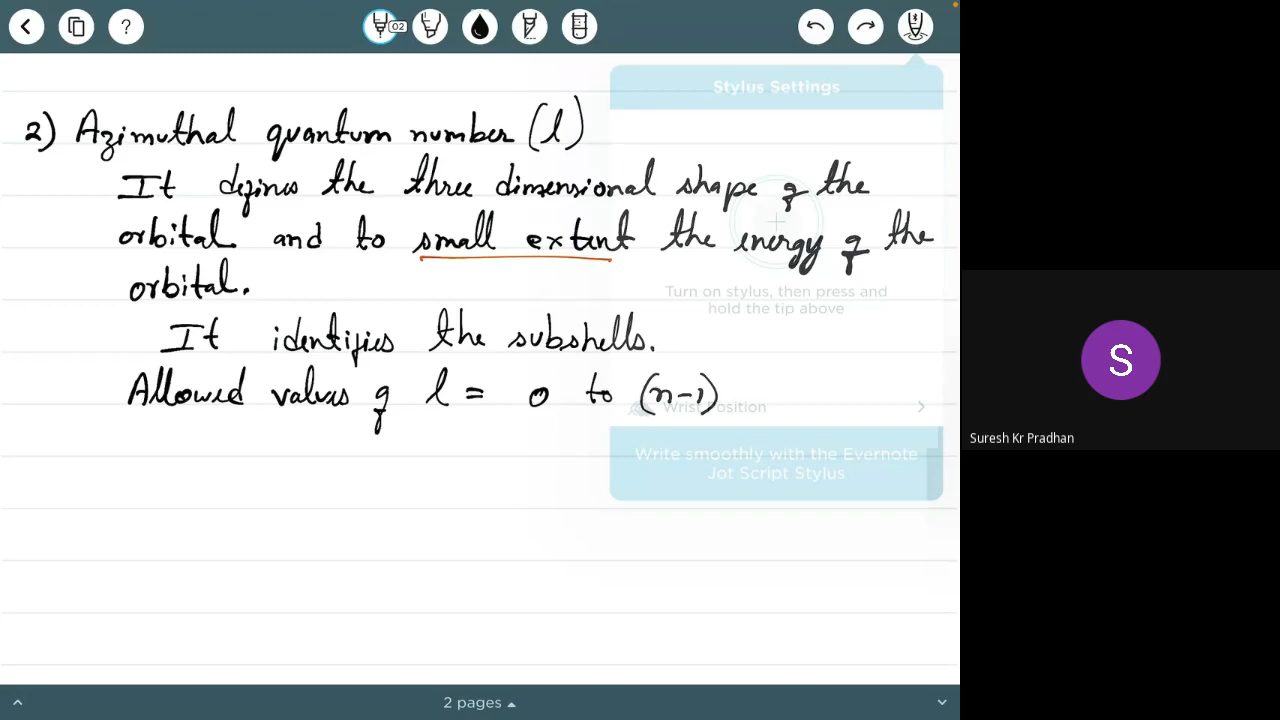 02
Stylus Settings
2) Azimuthal quantum number (l)
It defines the three dimensional shape of the
orbital and to small extent the energy of the
orbital.
Turn on stylus, then press and
hold the tip above
It identifies the subshells.
Allowed values of l = 0 to (n-1)
Wrist Position
Write smoothly with the Evernote
Jot Script Stylus
S
Suresh Kr Pradhan
2 pages